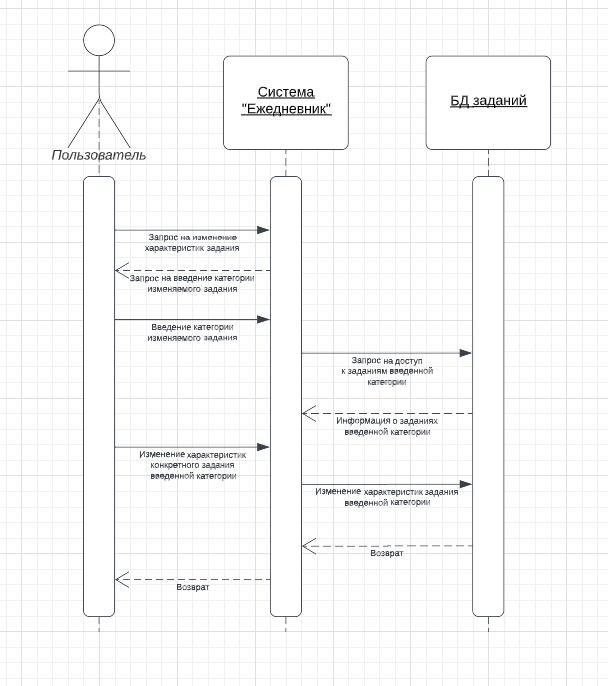 Система
"Ежедневник"
БД заданий
Пользователь
Запрос на изменение
характеристик задания
Запрос на введение категории
изменяемого задания
Введение категории
изменяемого задания
Запрос на доступ
к заданиям введенной
категории
Информация о заданиях
введенной категории
Изменение характеристик
конкретного задания
введенной категории
Изменение характеристик задания
введенной категории
Возврат
Возврат